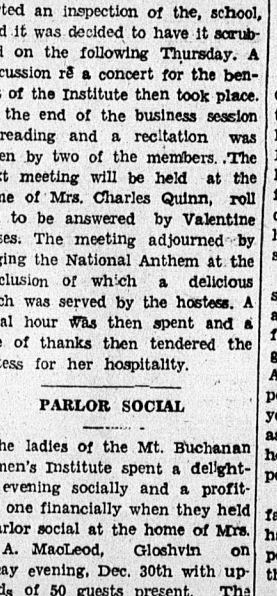 ted an inspection of the, school,
d it was decided to have it scrub-
d on the following Thursday. A
cussion re a concert for the ben-
s of the Institute then took place.
the end of the business session
reading and a recitation was
en by two of the members. .The
t meeting will be held at the
me of Mrs. Charles Quinn, roll
to be answered by Valentine
ses. The meeting adjourned by
ging the National Anthem at the
clusion of which a delicious
ch was served by the hostess. A
al hour was then spent and a
e of thanks then tendered the
tess for her hospitality.
PARLOR SOCIAL
he ladies of the Mt. Buchanan
men's Institute spent a delight-
evening socially and a profit-
one financially when they held
arlor social at the home of Mrs.
A. MacLeod, Gloshvin on
ay evening, Dec. 30th with up-
ds of 50 guests present. The